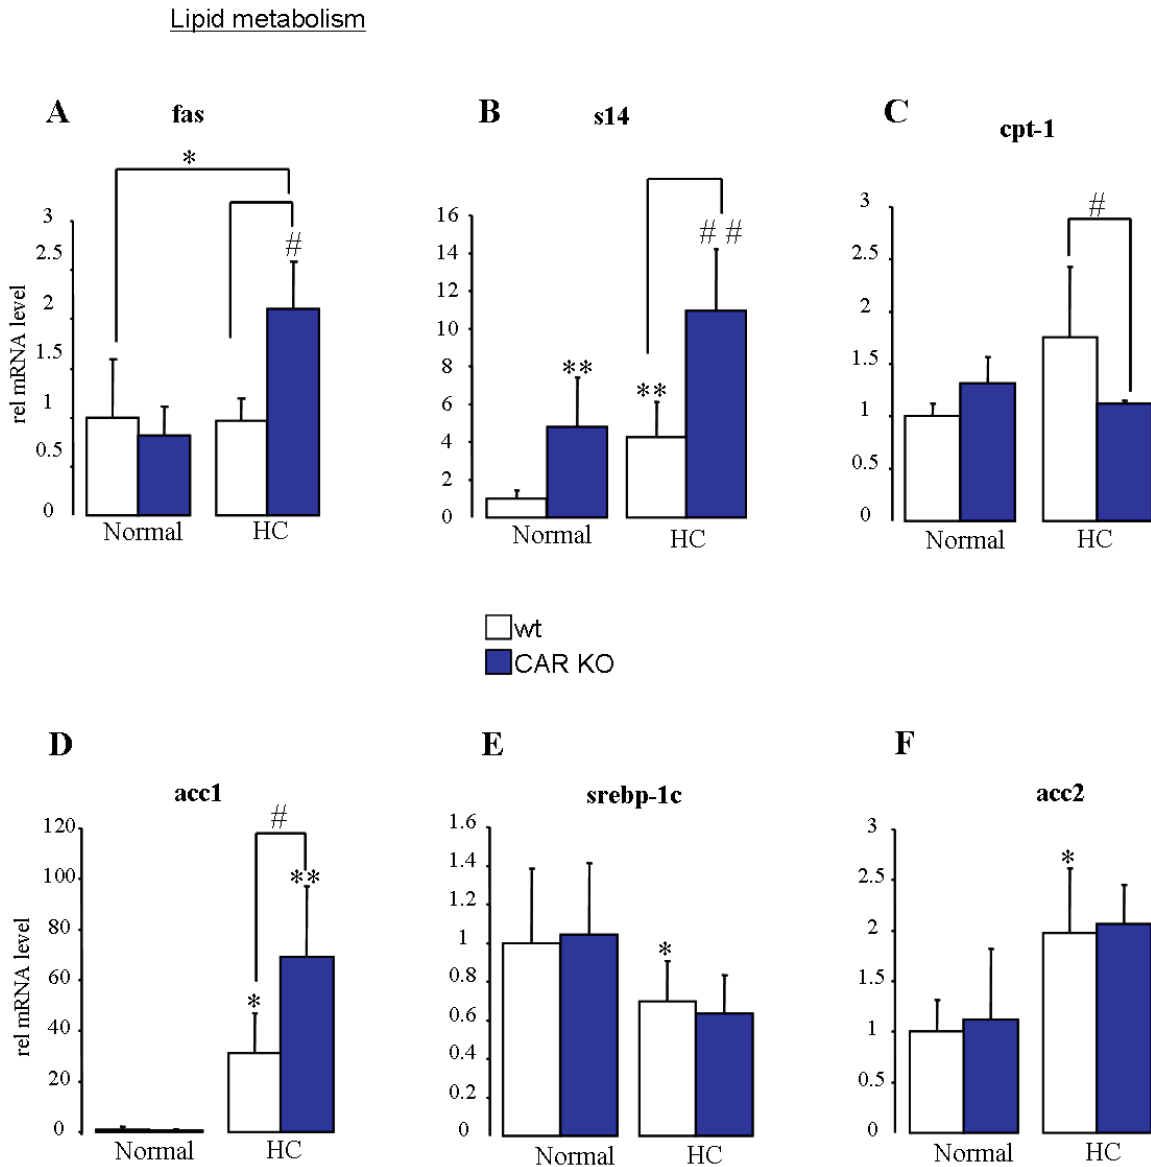 Lipid metabolism
A
fas
*
#
3
2.5
2
1.5
1
0.5
0
rel mRNA level
Normal
HC
B
s14
16
14
12
10
8
6
4
2
0
**
**
# #
Normal
HC
C
cpt-1
3
2.5
2
1.5
1
0.5
0
#
Normal
HC
wt
CAR KO
D
acc1
120
100
80
60
40
20
0
rel mRNA level
#
*
**
Normal
HC
E
srebp-1c
1.6
1.4
1.2
1
0.8
0.6
0.4
0.2
0
*
Normal
HC
F
acc2
3
2.5
2
1.5
1
0.5
0
*
Normal
HC